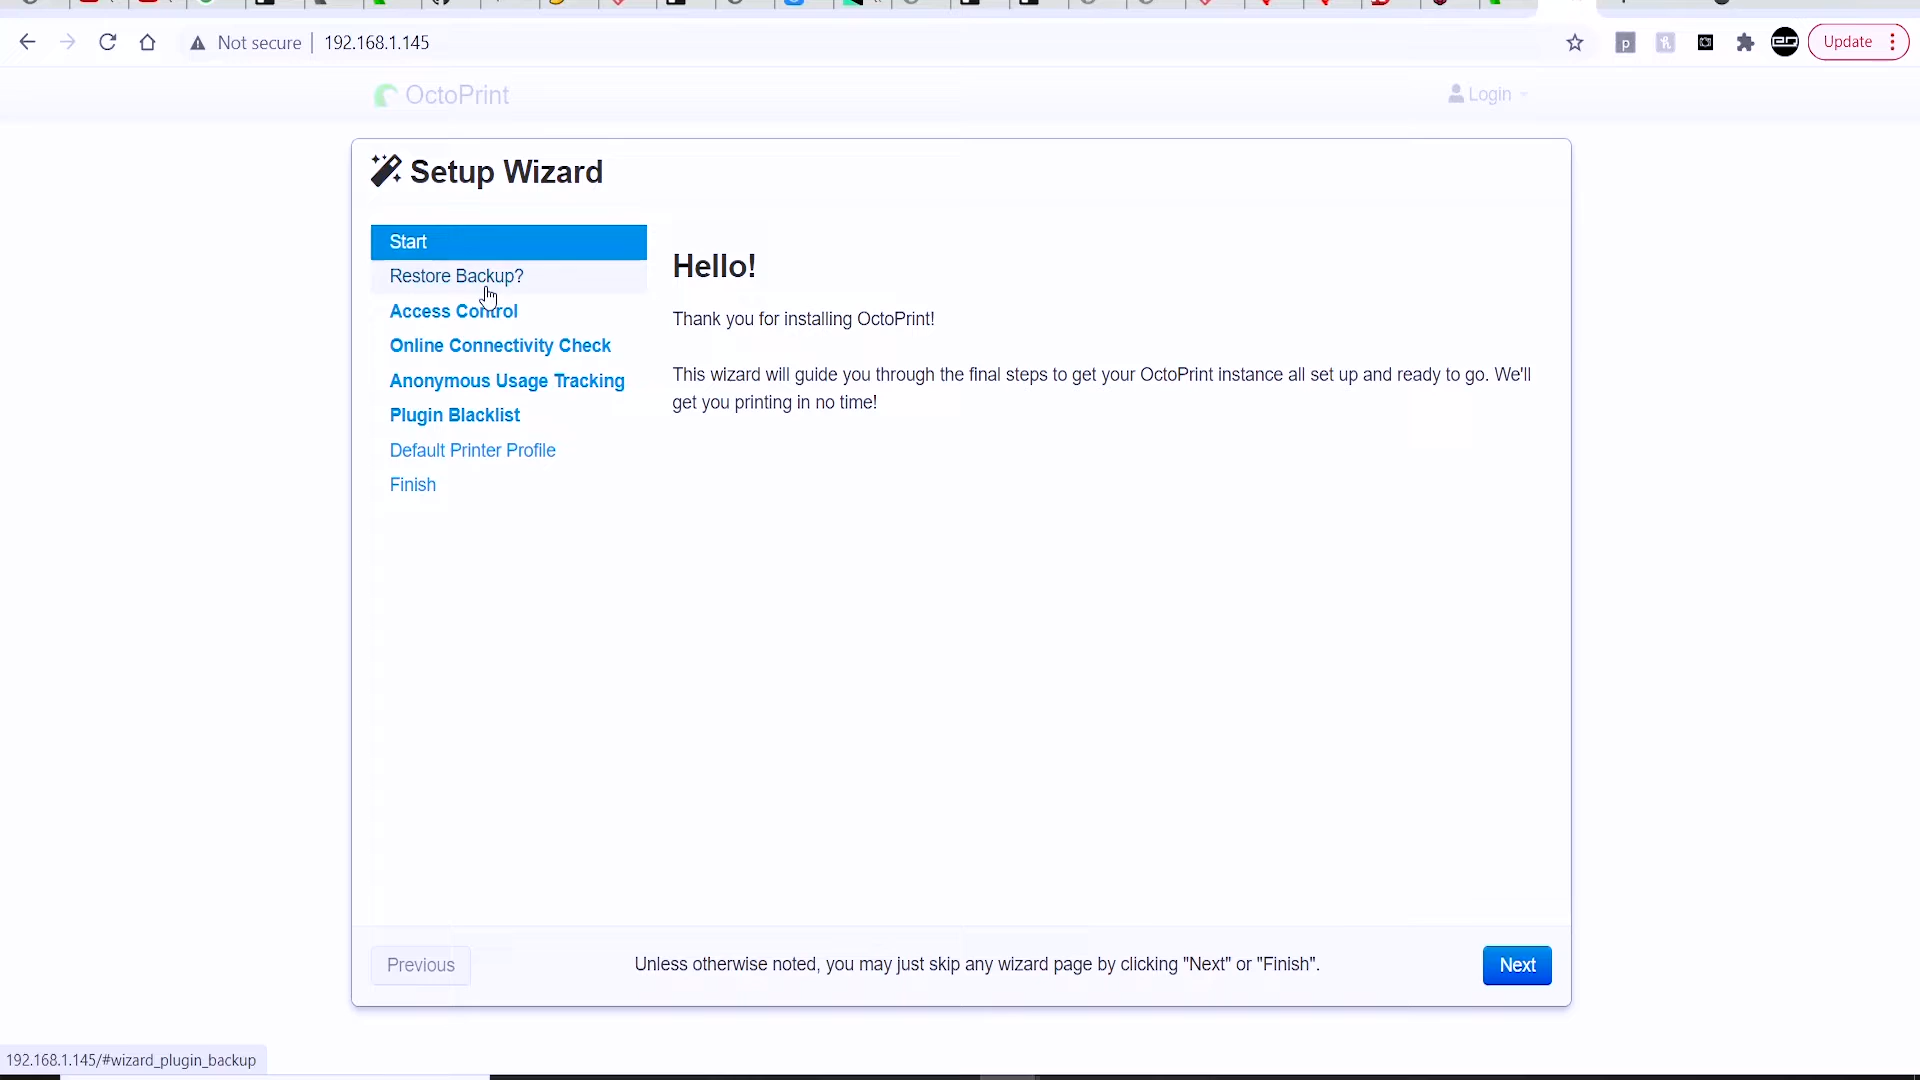 Not secure
192.168.1.145
Update
OctoPrint
Login
Setup Wizard
Start
Restore Backup?
Access Control
Online Connectivity Check
Anonymous Usage Tracking
Plugin Blacklist
Default Printer Profile
Finish
Hello!
Thank you for installing OctoPrint!
This wizard will guide you through the final steps to get your OctoPrint instance all set up and ready to go. We'll
get you printing in no time!
Previous
Unless otherwise noted, you may just skip any wizard page by clicking "Next" or "Finish".
Next
192.168.1.145/#wizard_plugin_backup